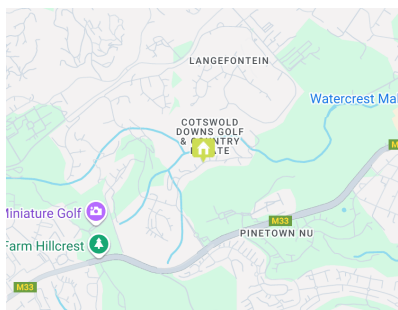 LANGEFONTEIN
Watercrest Mal
COTSWOLD
DOWNS GOLF
& COUNTRY
ESTATE
M
Miniature Golf
M33
PINETOWN NU
Farm Hillcrest
M33